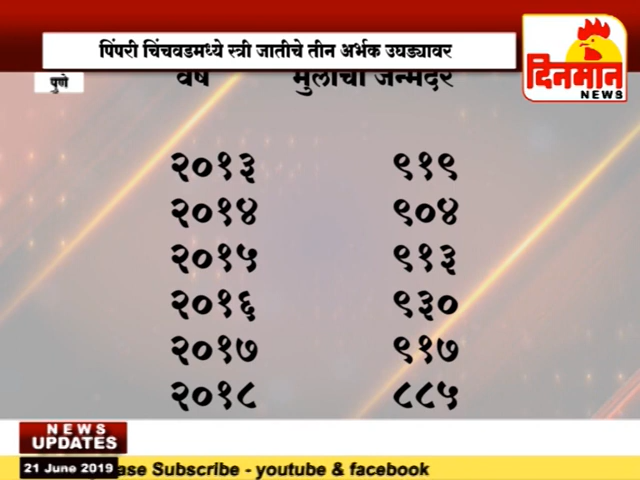 पिंपरी चिंचवडमध्ये स्त्री जातीचे तीन अर्भक उघड्यावर
दिनमान
NEWS
पुणे
वर्ष मुलींचा जन्मदर
२०१३ ९१९
२०१४ ९०४
२०१५ ९१३
२०१६ ९३०
२०१७ ९१७
२०१८ ८८५
NEWS
UPDATES
21 June 2019 ase Subscribe - youtube & facebook